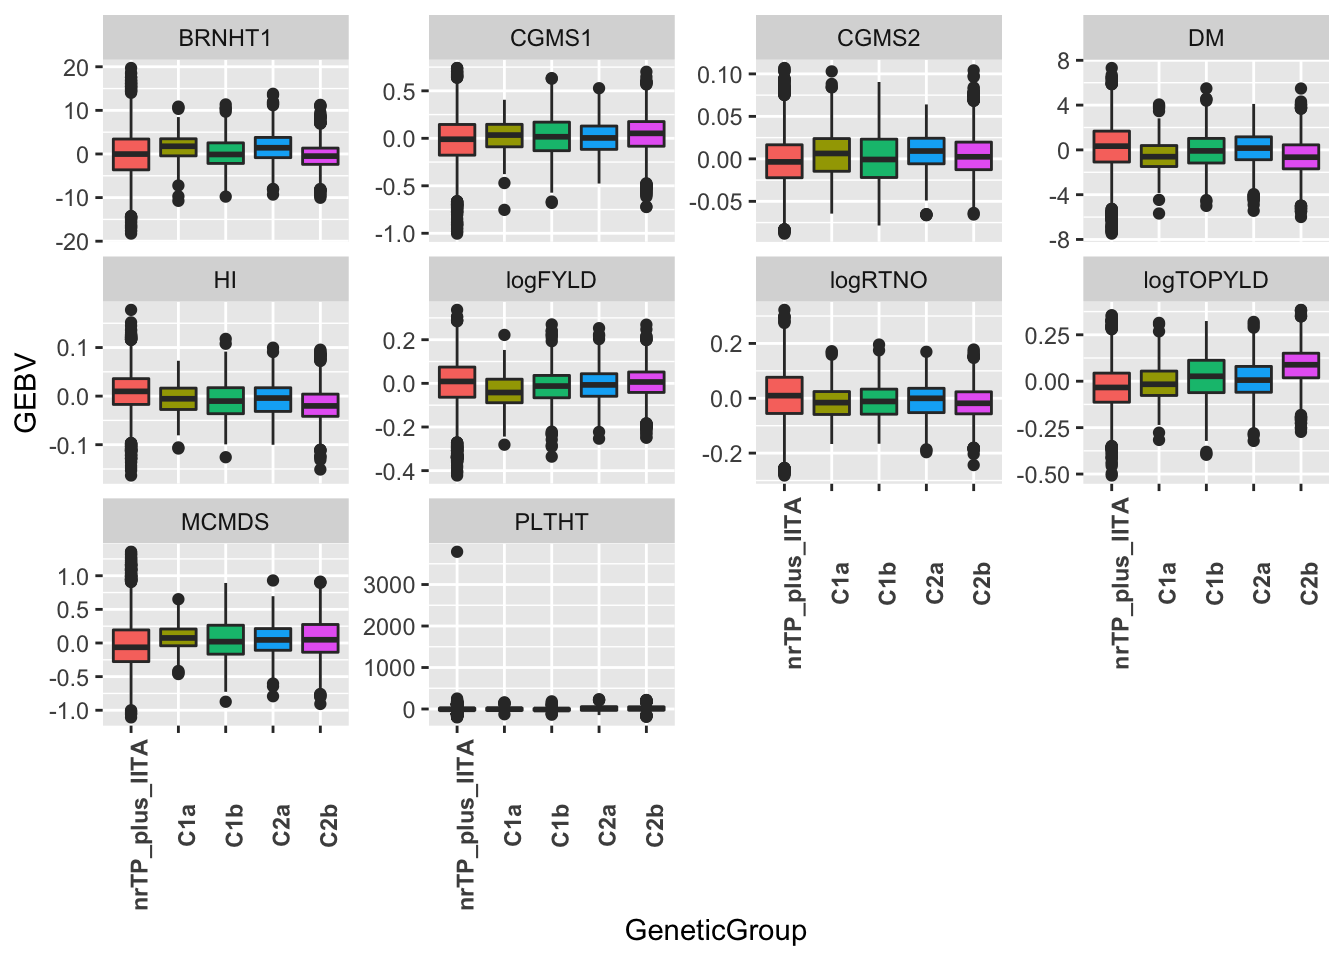 BRNHT1 CGMS1 CGMS2 DM
20
10
0
-10
-20
0.5
0.0
-0.5
-1.0
0.10
0.05
0.00
-0.05
8
4
0
-4
-8
HI logFYLD logRTNO logTOPYLD
0.1
0.0
-0.1
0.2
0.0
-0.2
-0.4
0.2
0.0
-0.2
0.25
0.00
-0.25
-0.50
nrTP_plus_IITA
C1a
C1b
C2a
C2b
nrTP_plus_IITA
C1a
C1b
C2a
C2b
MCMDS PLTHT
1.0
0.5
0.0
-0.5
-1.0
3000
2000
1000
0
nrTP_plus_IITA
C1a
C1b
C2a
C2b
nrTP_plus_IITA
C1a
C1b
C2a
C2b
GEBV
GeneticGroup